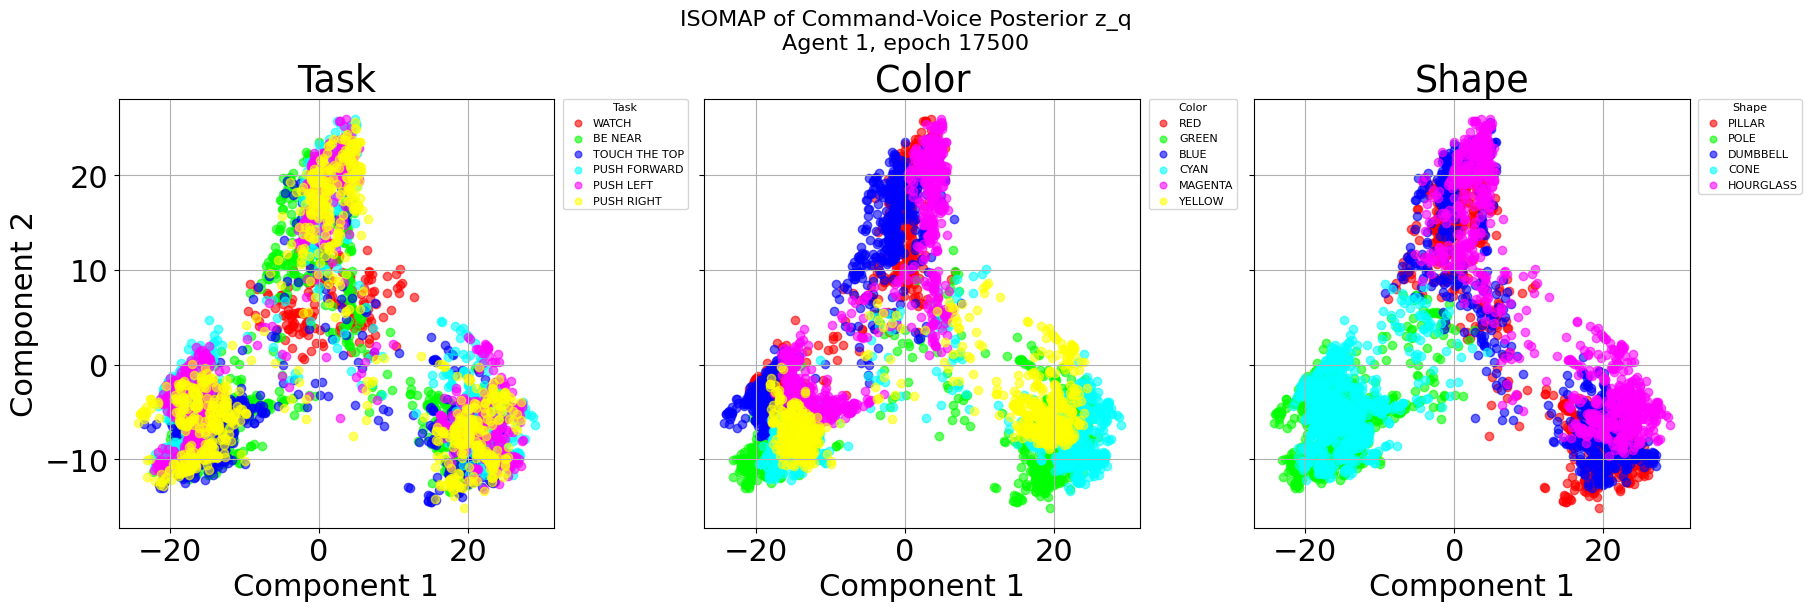 ISOMAP of Command-Voice Posterior z_q
Agent 1, epoch 17500
Task
Color
Shape
Task
WATCH
BE NEAR
TOUCH THE TOP
PUSH FORWARD
PUSH LEFT
PUSH RIGHT
Color
RED
GREEN
BLUE
CYAN
MAGENTA
YELLOW
Shape
PILLAR
POLE
DUMBBELL
CONE
HOURGLASS
Component 2
20
10
0
−10
−20
0
20
−20
0
20
−20
0
20
Component 1
Component 1
Component 1